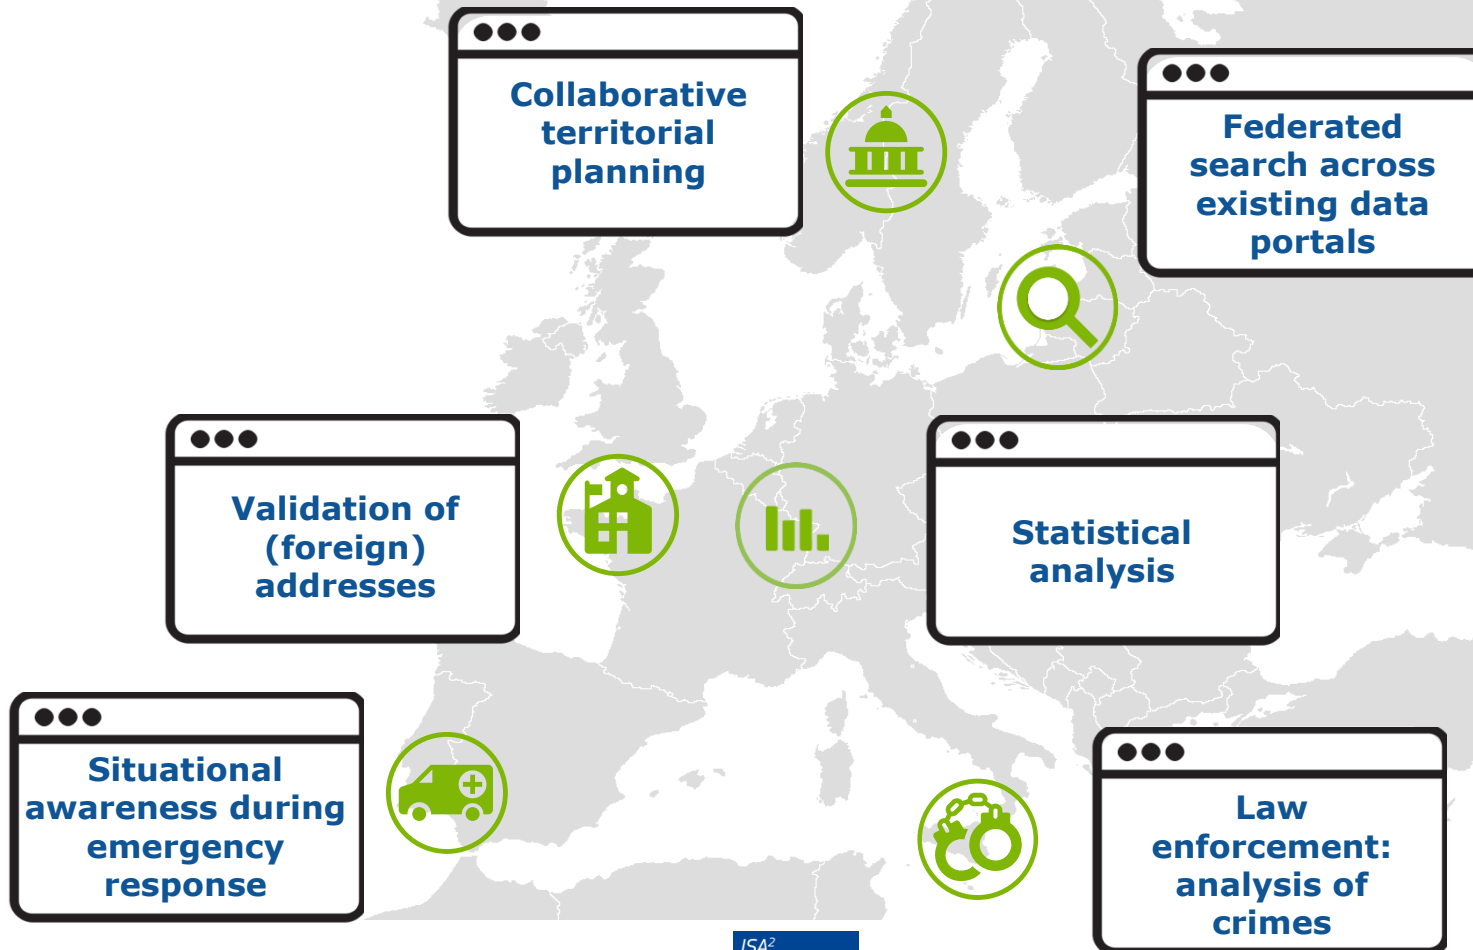 Collaborative
territorial
planning
Federated
search across
existing data
portals
Validation of
(foreign)
addresses
Statistical
analysis
Situational
awareness during
emergency
response
Law
enforcement:
analysis of
crimes
ISA²